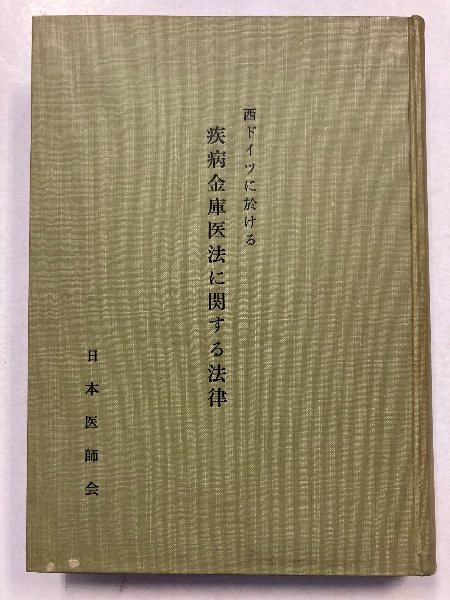 西ドイツに於ける
疾病金庫医法に関する法律
日本医師会